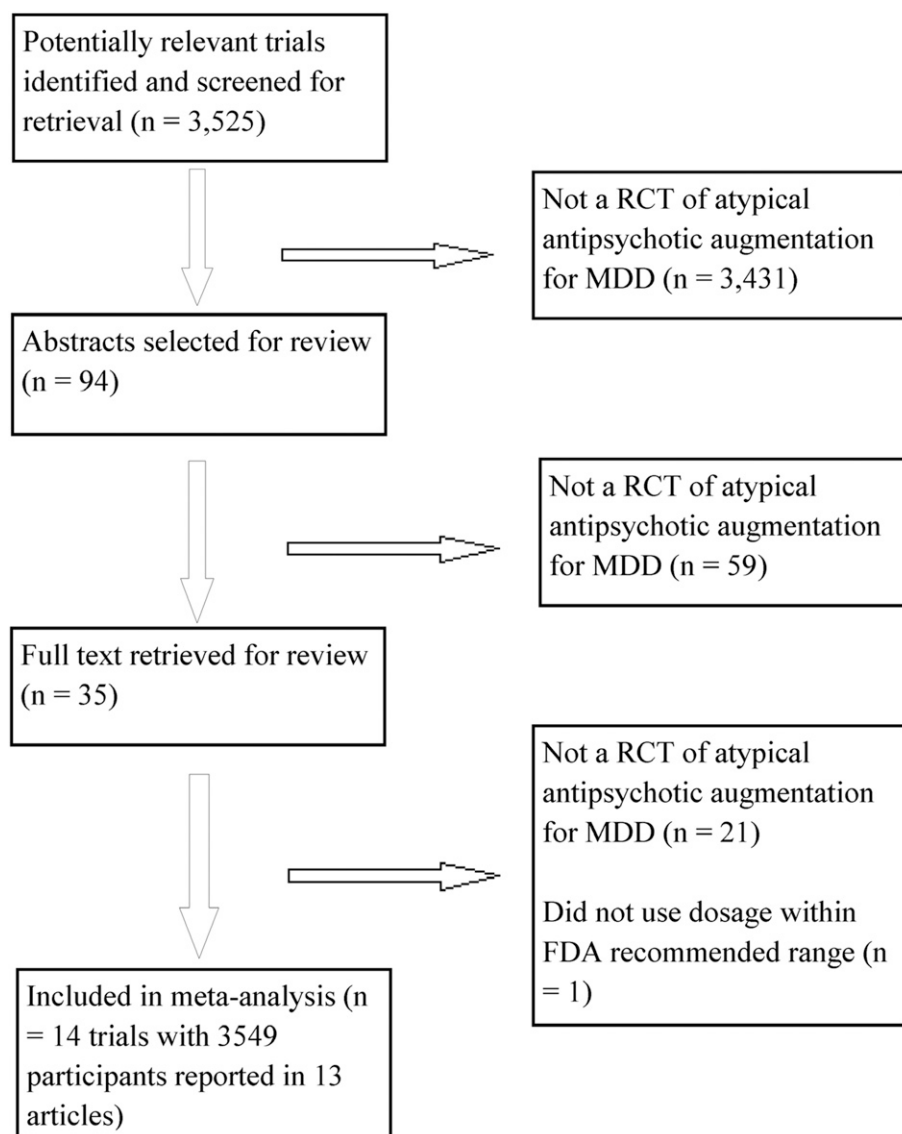 Potentially relevant trials
identified and screened for
retrieval (n = 3,525)
Not a RCT of atypical
antipsychotic augmentation
for MDD (n = 3,431)
Abstracts selected for review
(n = 94)
Not a RCT of atypical
antipsychotic augmentation
for MDD (n = 59)
Full text retrieved for review
(n = 35)
Not a RCT of atypical
antipsychotic augmentation
for MDD (n = 21)
Did not use dosage within
FDA recommended range (n
= 1)
Included in meta-analysis (n
= 14 trials with 3549
participants reported in 13
articles)